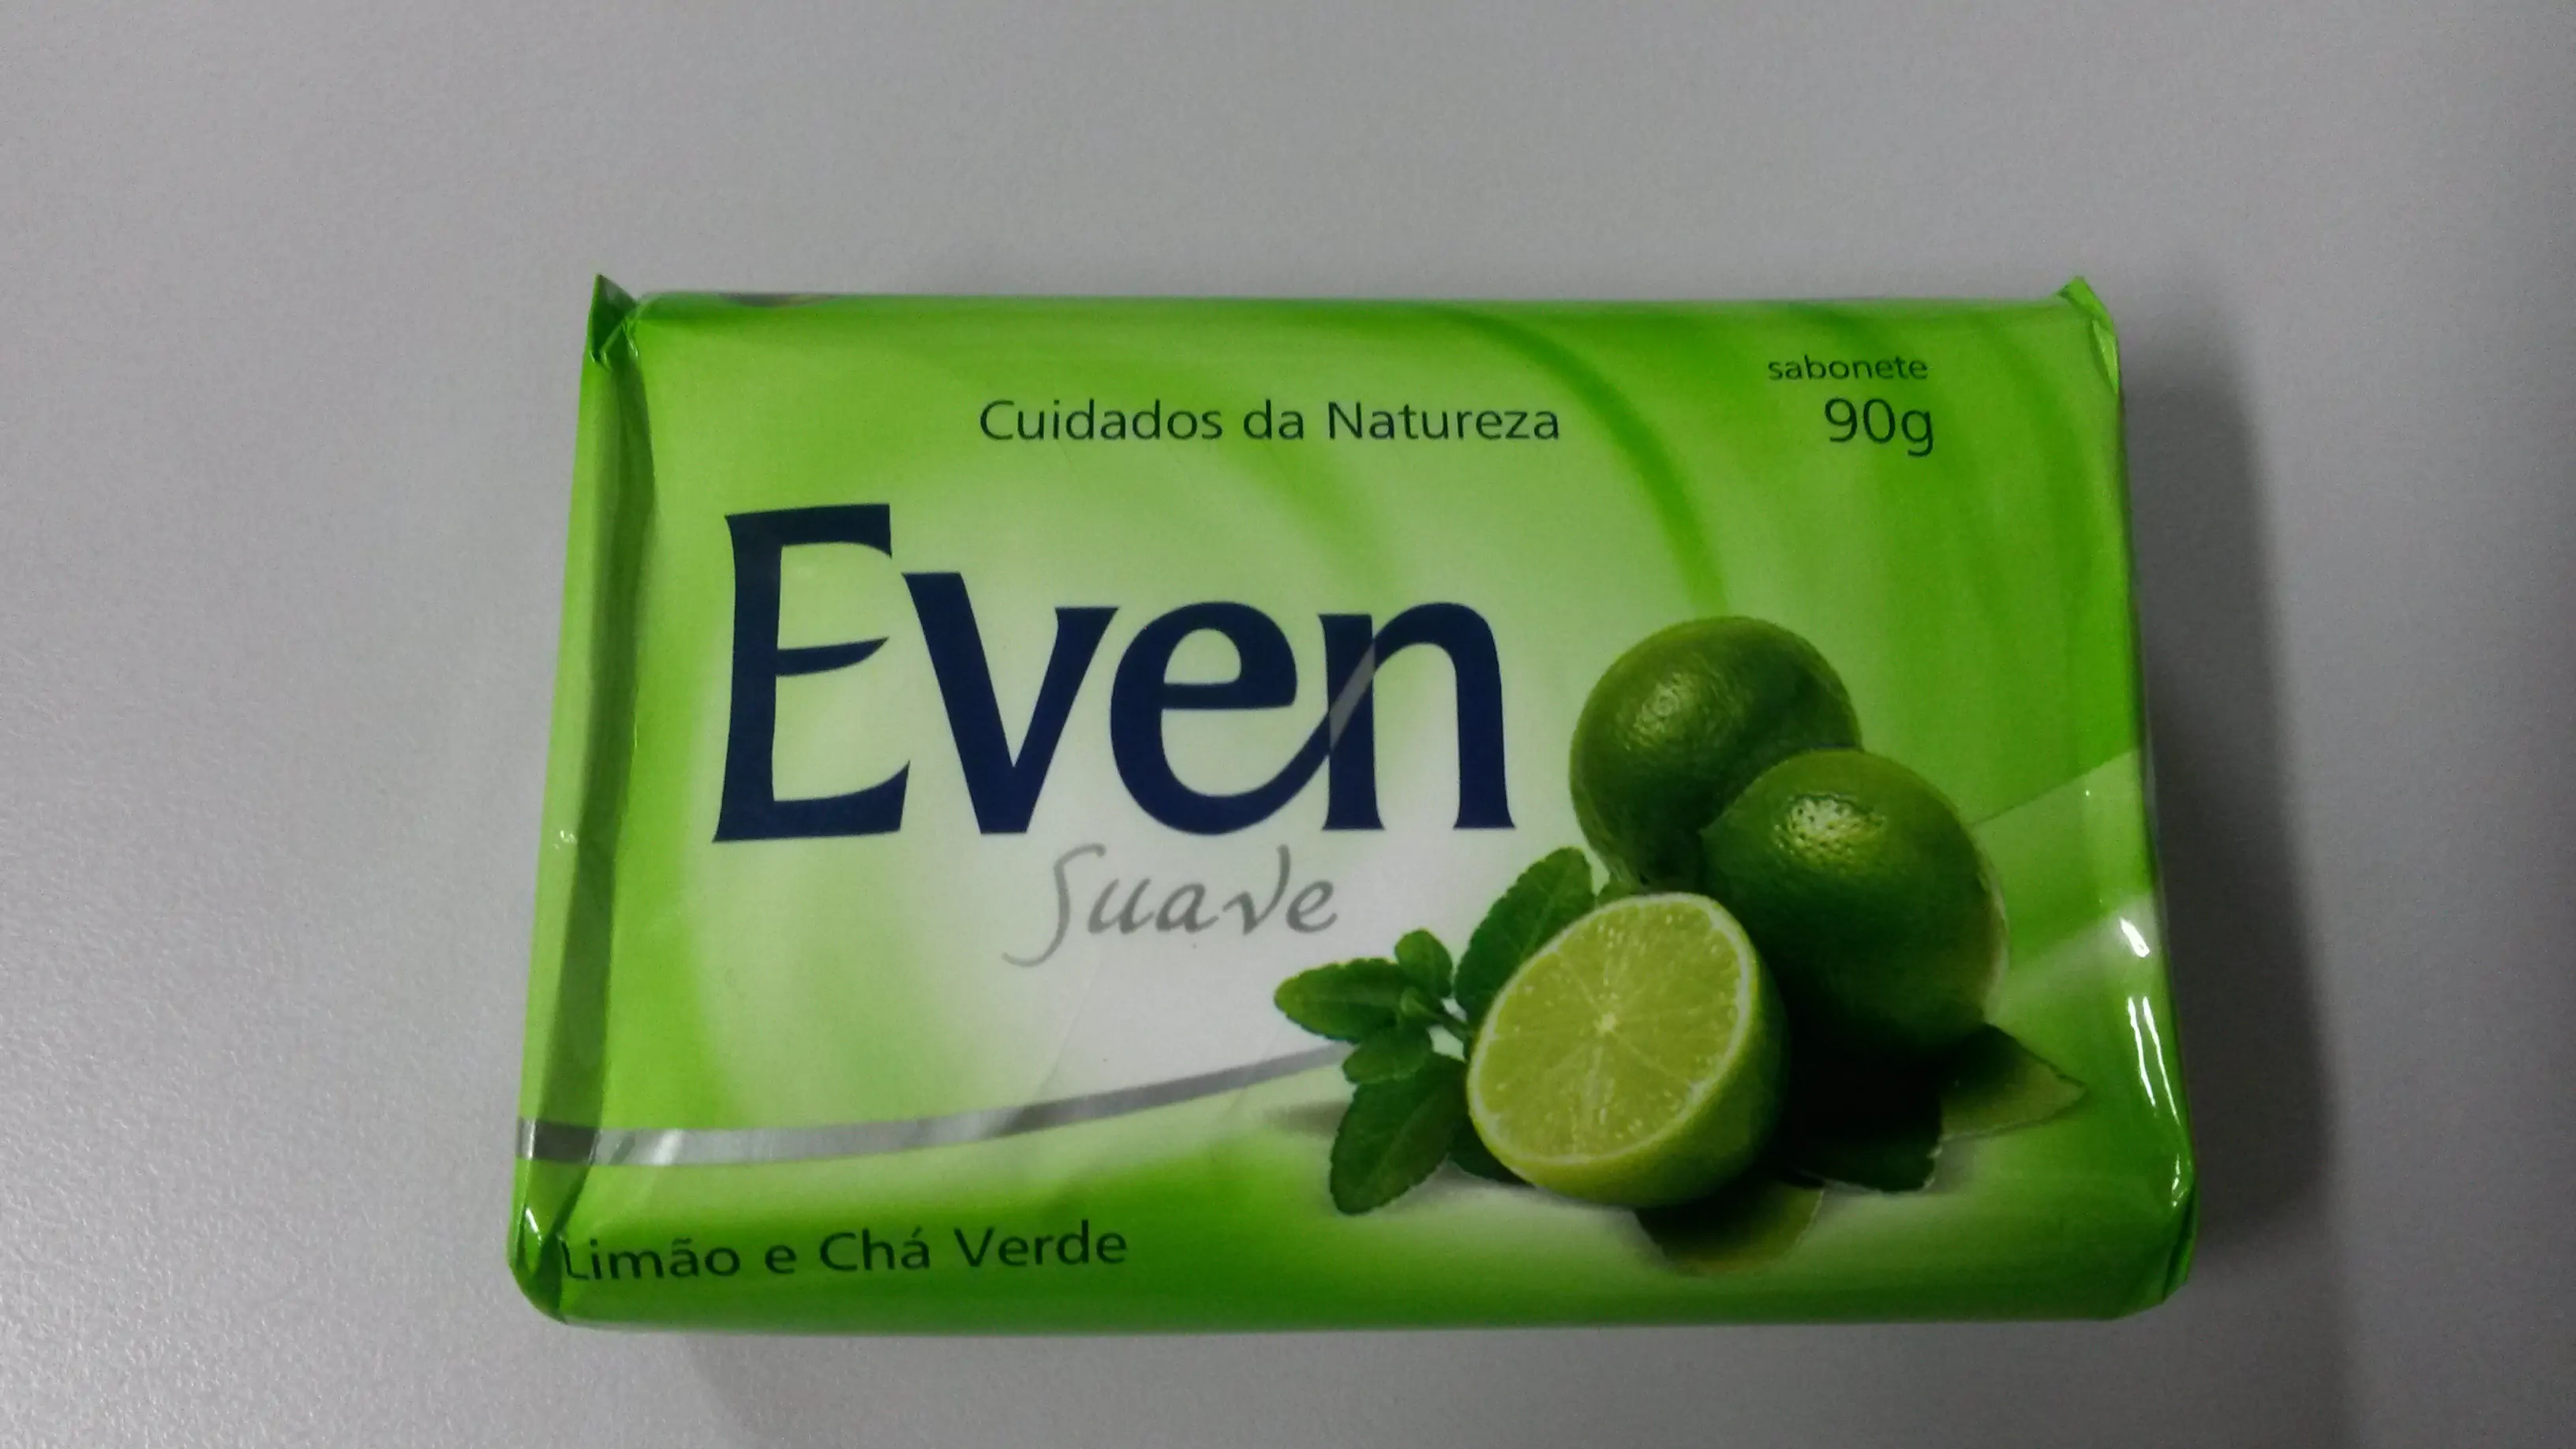 sabonete
Cuidados da Natureza
90g
Even
Suave
Limão e Chá Verde